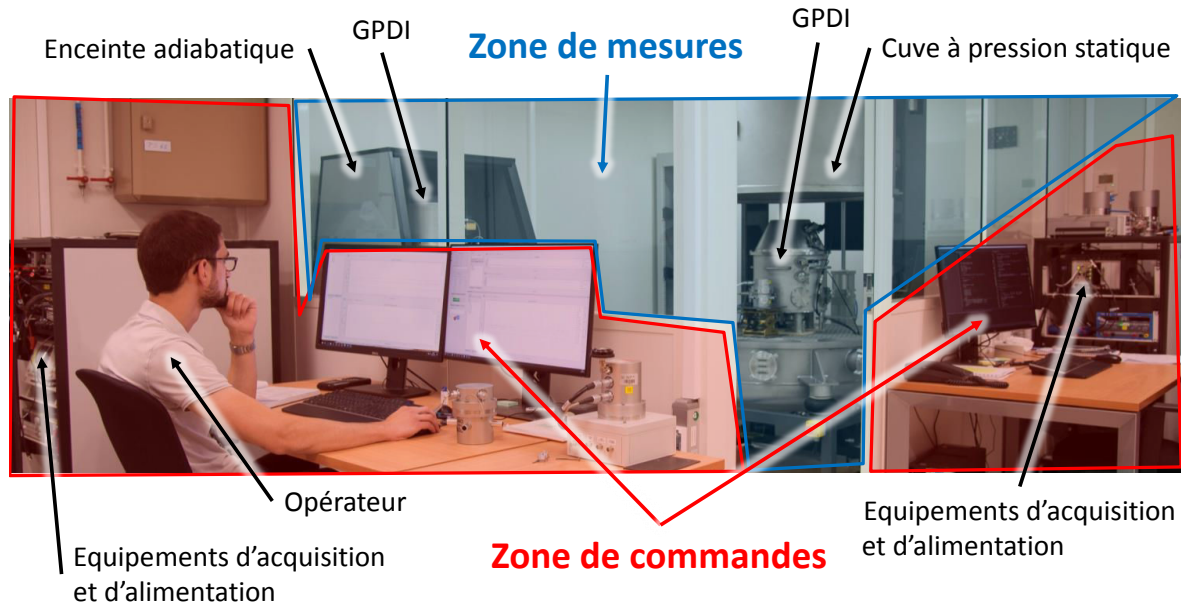 GPDI
Zone de mesures
GPDI
Enceinte adiabatique
Cuve à pression statique
Opérateur
Equipements d'acquisition
et d'alimentation
Zone de commandes
Equipements d'acquisition
et d'alimentation